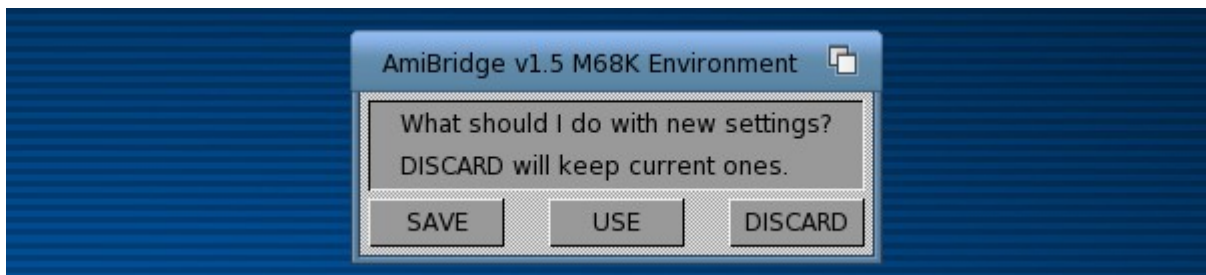 AmiBridge v1.5 M68K Environment
What should I do with new settings?
DISCARD will keep current ones.
SAVE USE DISCARD